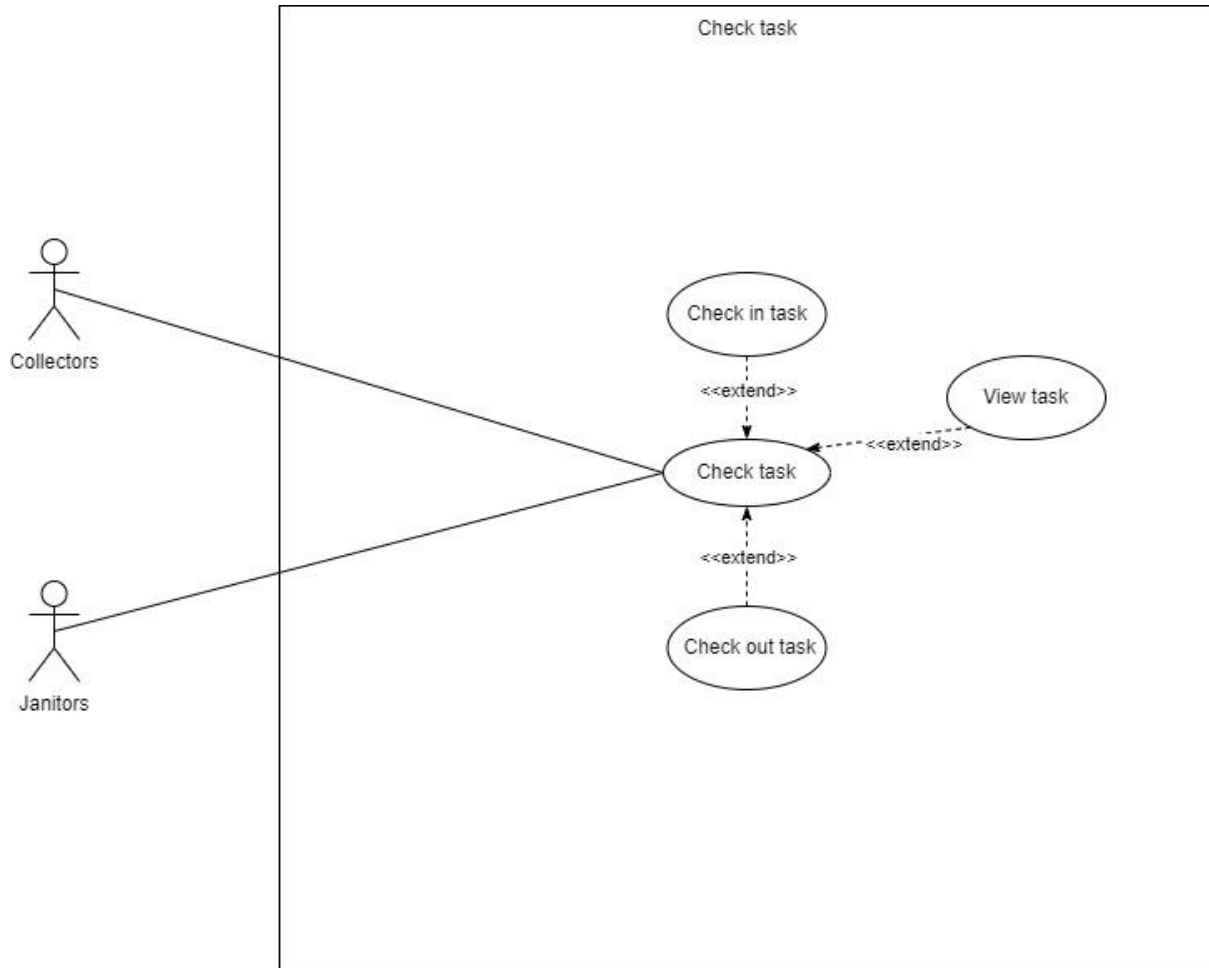 Check task
Collectors
Check in task
<<extend>>
View task
<<extend>>
Check task
<<extend>>
Check out task
Janitors